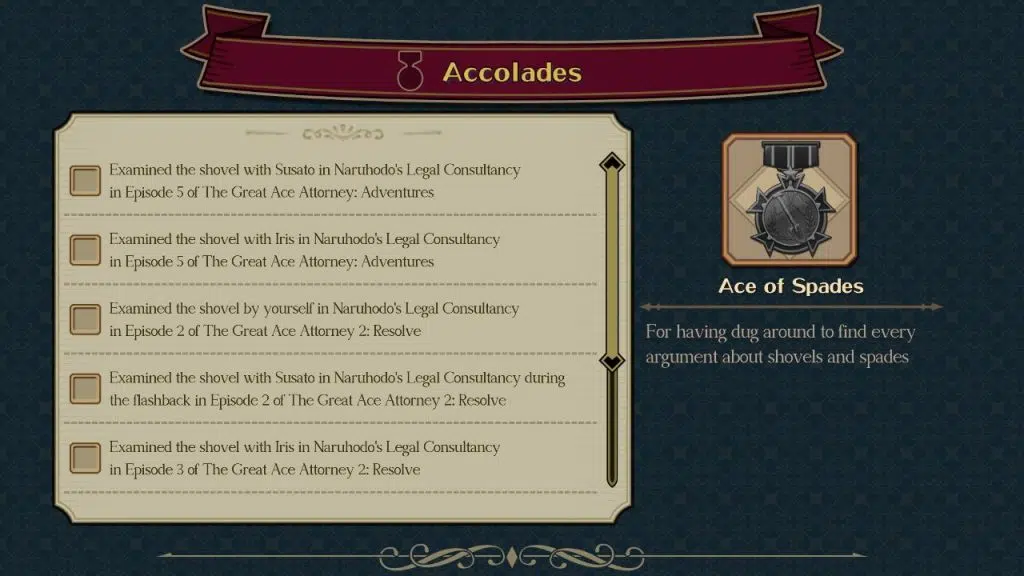 Accolades
Examined the shovel with Susato in Naruhodo's Legal Consultancy
in Episode 5 of The Great Ace Attorney: Adventures
Examined the shovel with Iris in Naruhodo's Legal Consultancy
in Episode 5 of The Great Ace Attorney: Adventures
Examined the shovel by yourself in Naruhodo's Legal Consultancy
in Episode 2 of The Great Ace Attorney 2: Resolve
Examined the shovel with Susato in Naruhodo's Legal Consultancy during
the flashback in Episode 2 of The Great Ace Attorney 2: Resolve
Examined the shovel with Iris in Naruhodo's Legal Consultancy
in Episode 3 of The Great Ace Attorney 2: Resolve
Ace of Spades
For having dug around to find every
argument about shovels and spades